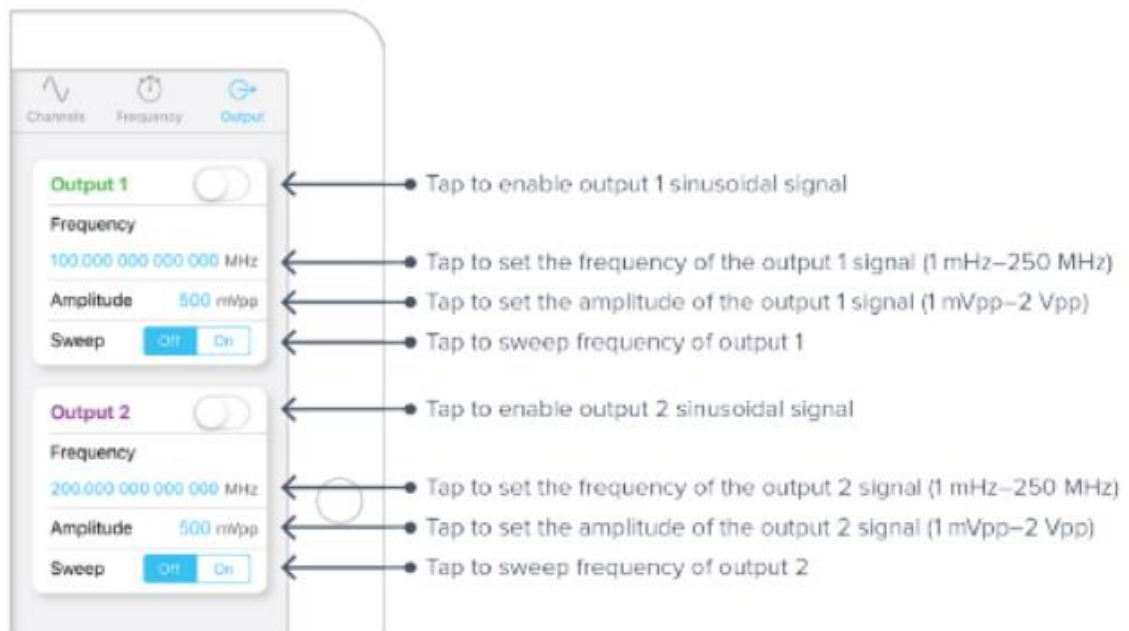 Channels Frequency Output
Output 1 Tap to enable output 1 sinusoidal signal
Frequency
100.000 000 000 000 MHz Tap to set the frequency of the output 1 signal (1 mHz–250 MHz)
Amplitude 500 mVpp Tap to set the amplitude of the output 1 signal (1 mVpp–2 Vpp)
Sweep Off On Tap to sweep frequency of output 1
Output 2 Tap to enable output 2 sinusoidal signal
Frequency
200.000 000 000 000 MHz Tap to set the frequency of the output 2 signal (1 mHz–250 MHz)
Amplitude 500 mVpp Tap to set the amplitude of the output 2 signal (1 mVpp–2 Vpp)
Sweep Off On Tap to sweep frequency of output 2